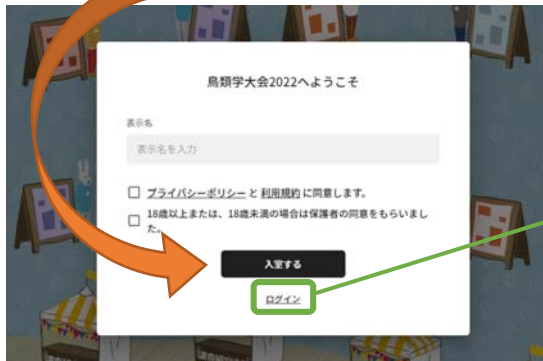 鳥類学大会2022へようこそ
表示名
表示名を入力
プライバシーポリシー と 利用規約 に同意します。
18歳以上または、18歳未満の場合は保護者の同意をもらいまし
た。
入室する
ログイン